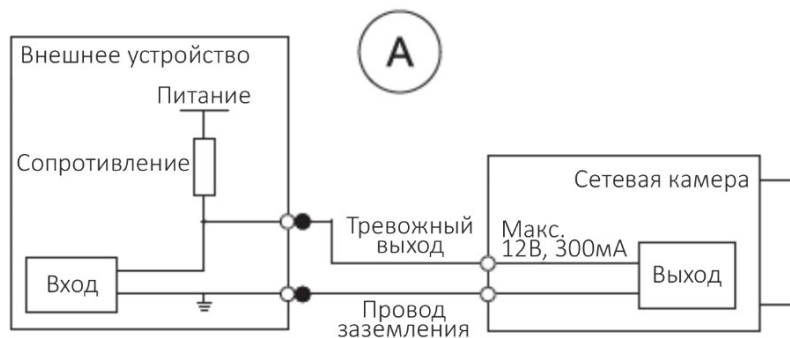 A
Внешнее устройство
Питание
Сопротивление
Вход
Тревожный
выход
Провод
заземления
Сетевая камера
Макс.
12В, 300мА
Выход